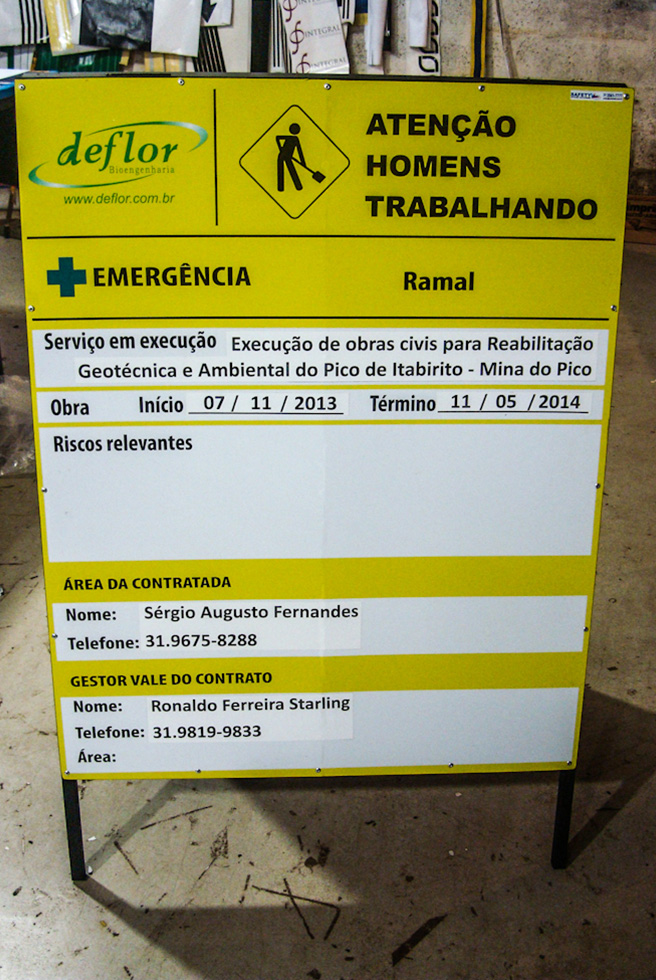 INTEGRAL
deflor
Bioengenharia
www.deflor.com.br
ATENÇÃO
HOMENS
TRABALHANDO
EMERGÊNCIA Ramal
Serviço em execução Execução de obras civis para Reabilitação
Geotécnica e Ambiental do Pico de Itabirito - Mina do Pico
Obra Início 07 / 11 / 2013 Término 11 / 05 / 2014
Riscos relevantes
ÁREA DA CONTRATADA
Nome: Sérgio Augusto Fernandes
Telefone: 31.9675-8288
GESTOR VALE DO CONTRATO
Nome: Ronaldo Ferreira Starling
Telefone: 31.9819-9833
Área: